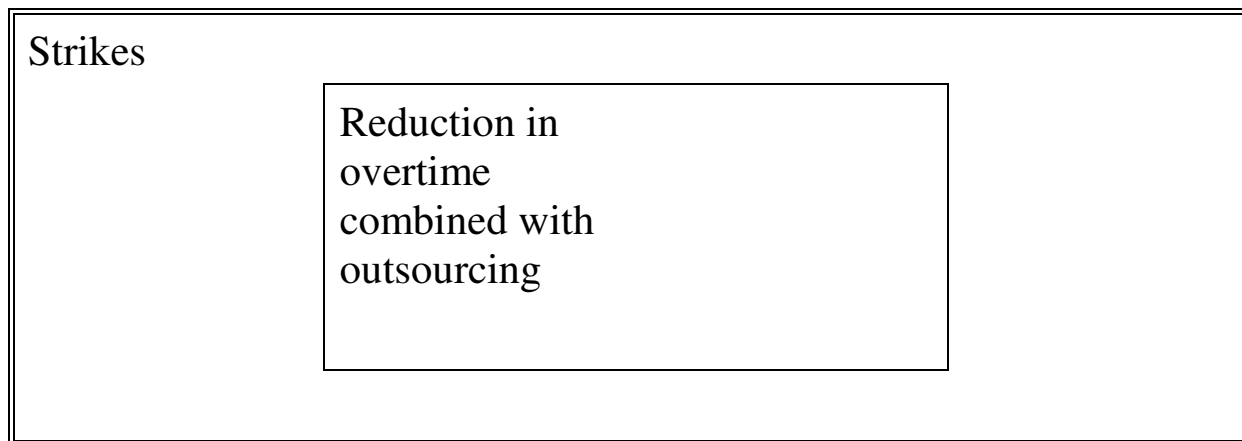 Strikes
Reduction in
overtime
combined with
outsourcing